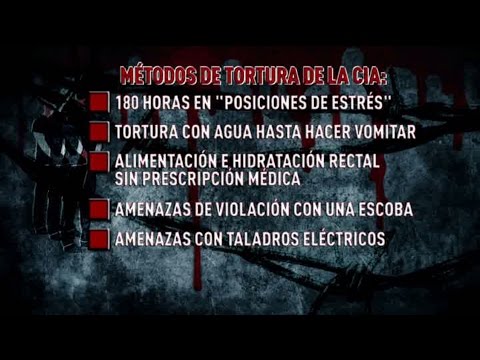 MÉTODOS DE TORTURA DE LA CIA:
180 HORAS EN "POSICIONES DE ESTRÉS"
TORTURA CON AGUA HASTA HACER VOMITAR
ALIMENTACIÓN E HIDRATACIÓN RECTAL
SIN PRESCRIPCIÓN MÉDICA
AMENAZAS DE VIOLACIÓN CON UNA ESCOBA
AMENAZAS CON TALADROS ELÉCTRICOS